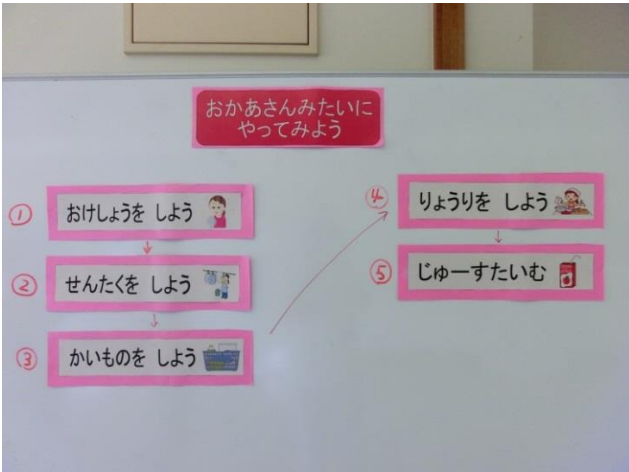 おかあさんみたいに
やってみよう
① おけしょうを しよう
② せんたくを しよう
③ かいものを しよう
④ りょうりを しよう
⑤ じゅーすたいむ